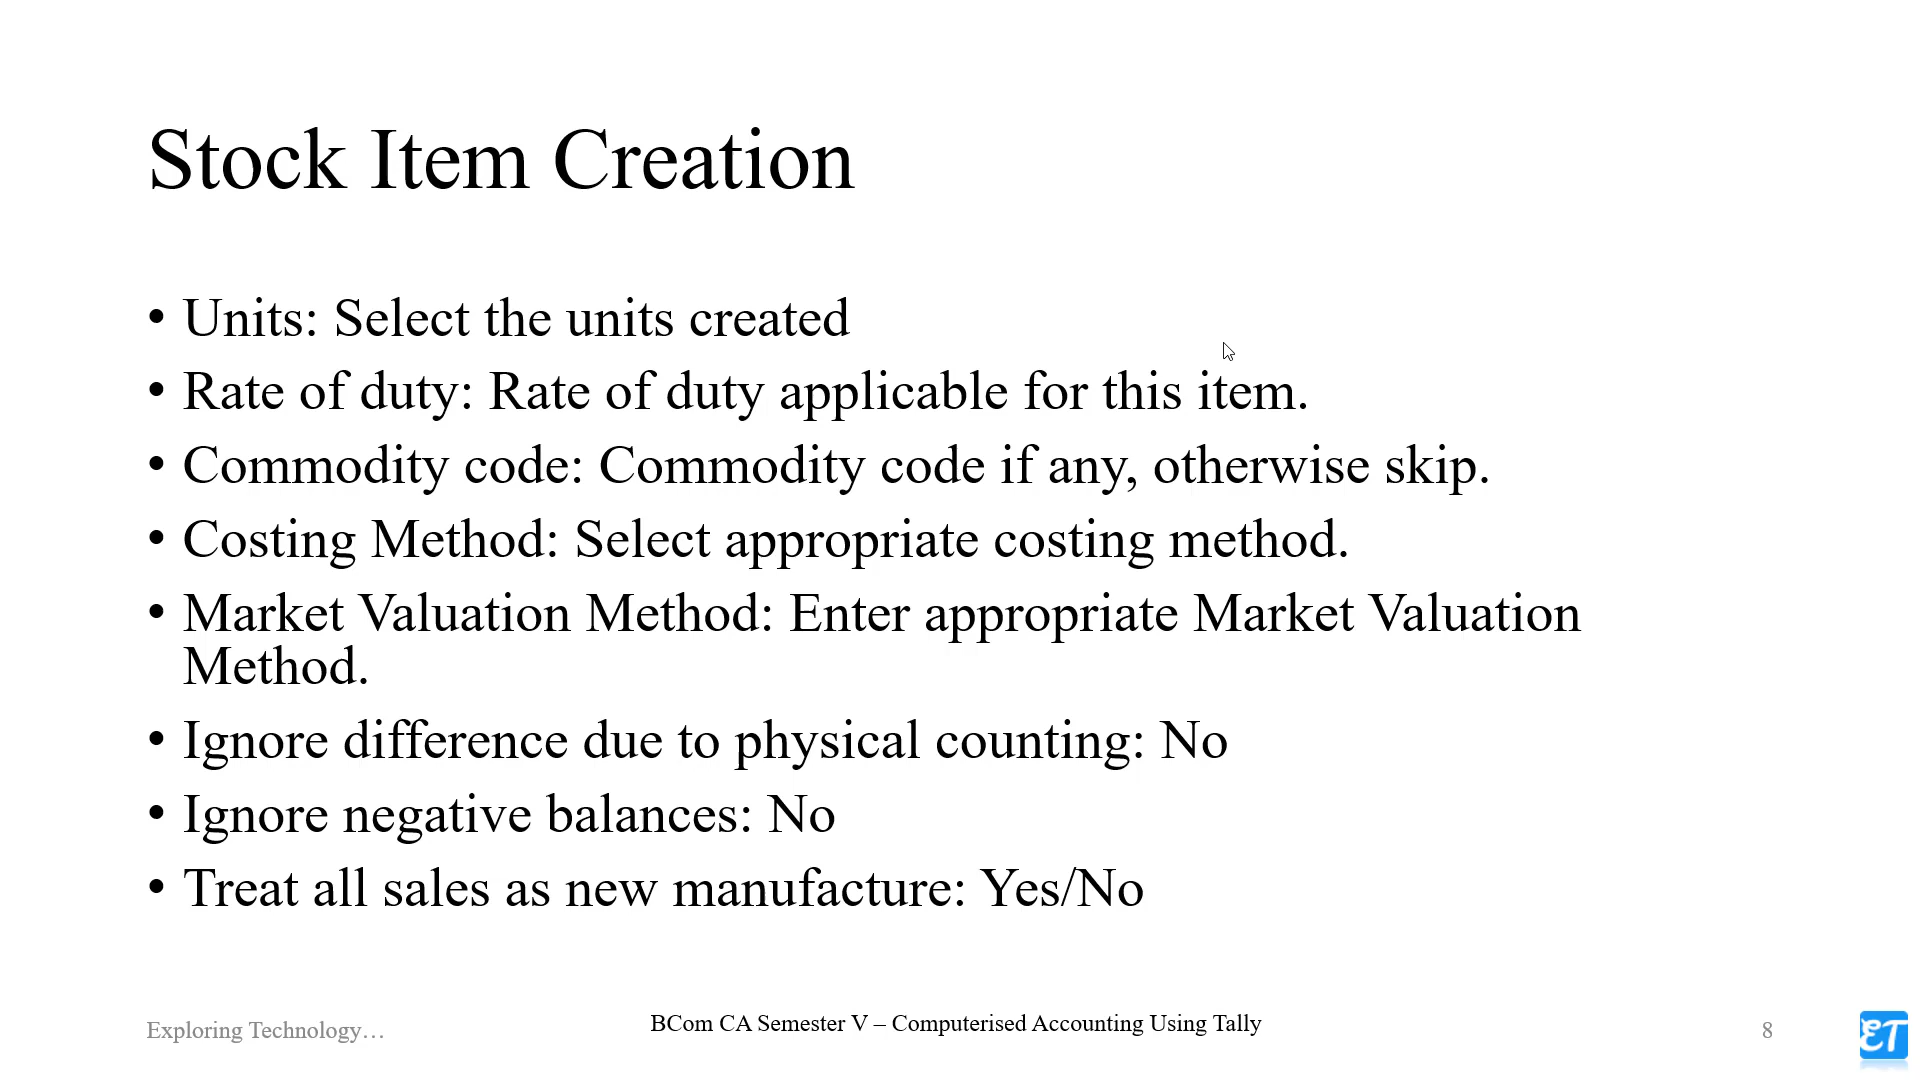 Stock Item Creation
• Units: Select the units created
• Rate of duty: Rate of duty applicable for this item.
• Commodity code: Commodity code if any, otherwise skip.
• Costing Method: Select appropriate costing method.
• Market Valuation Method: Enter appropriate Market Valuation
Method.
• Ignore difference due to physical counting: No
• Ignore negative balances: No
• Treat all sales as new manufacture: Yes/No
Exploring Technology…
BCom CA Semester V – Computerised Accounting Using Tally
8
ET